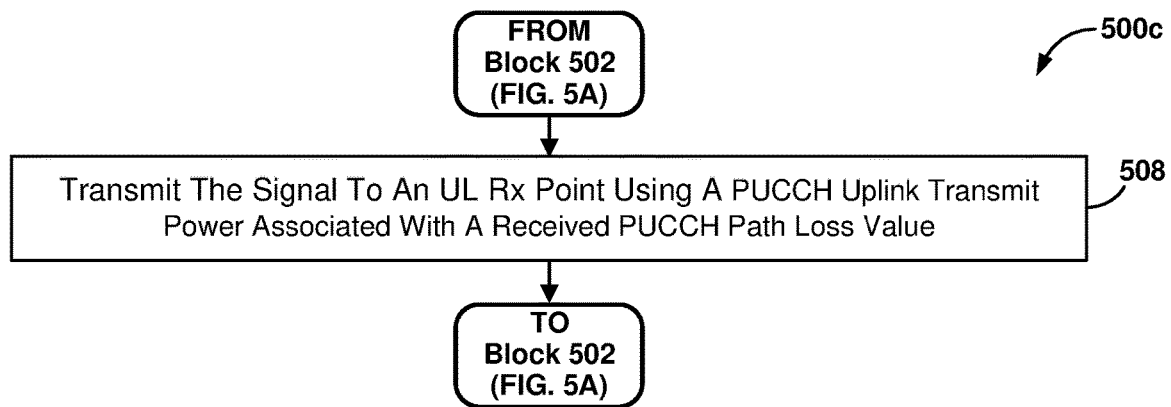 FROM
Block 502
(FIG. 5A)
500c
Transmit The Signal To An UL Rx Point Using A PUCCH Uplink Transmit
Power Associated With A Received PUCCH Path Loss Value
508
TO
Block 502
(FIG. 5A)